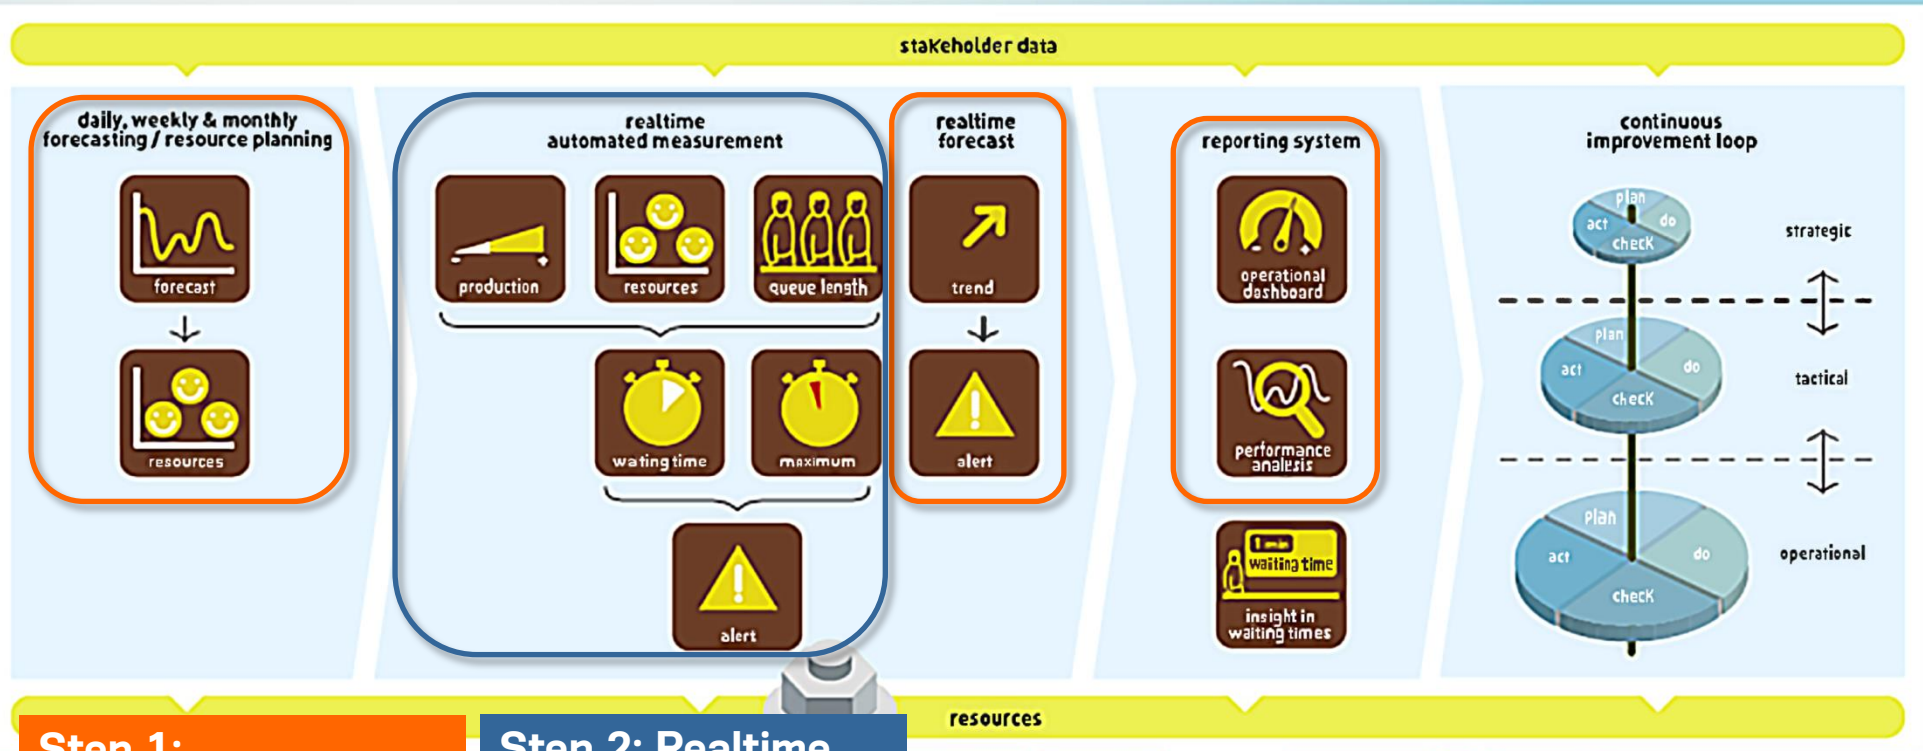 stakeholder data
daily, weekly & monthly
forecasting / resource planning
forecast
resources
realtime
automated measurement
production
resources
queue length
wating time
maximum
alert
realtime
forecast
trend
alert
reporting system
operational
dashboard
performance
analysis
1 min
waiting time
insight in
waiting times
continuous
improvement loop
plan
act
do
check
strategic
plan
act
do
check
tactical
plan
act
do
check
operational
resources
Step 1:
Step 2: Realtime